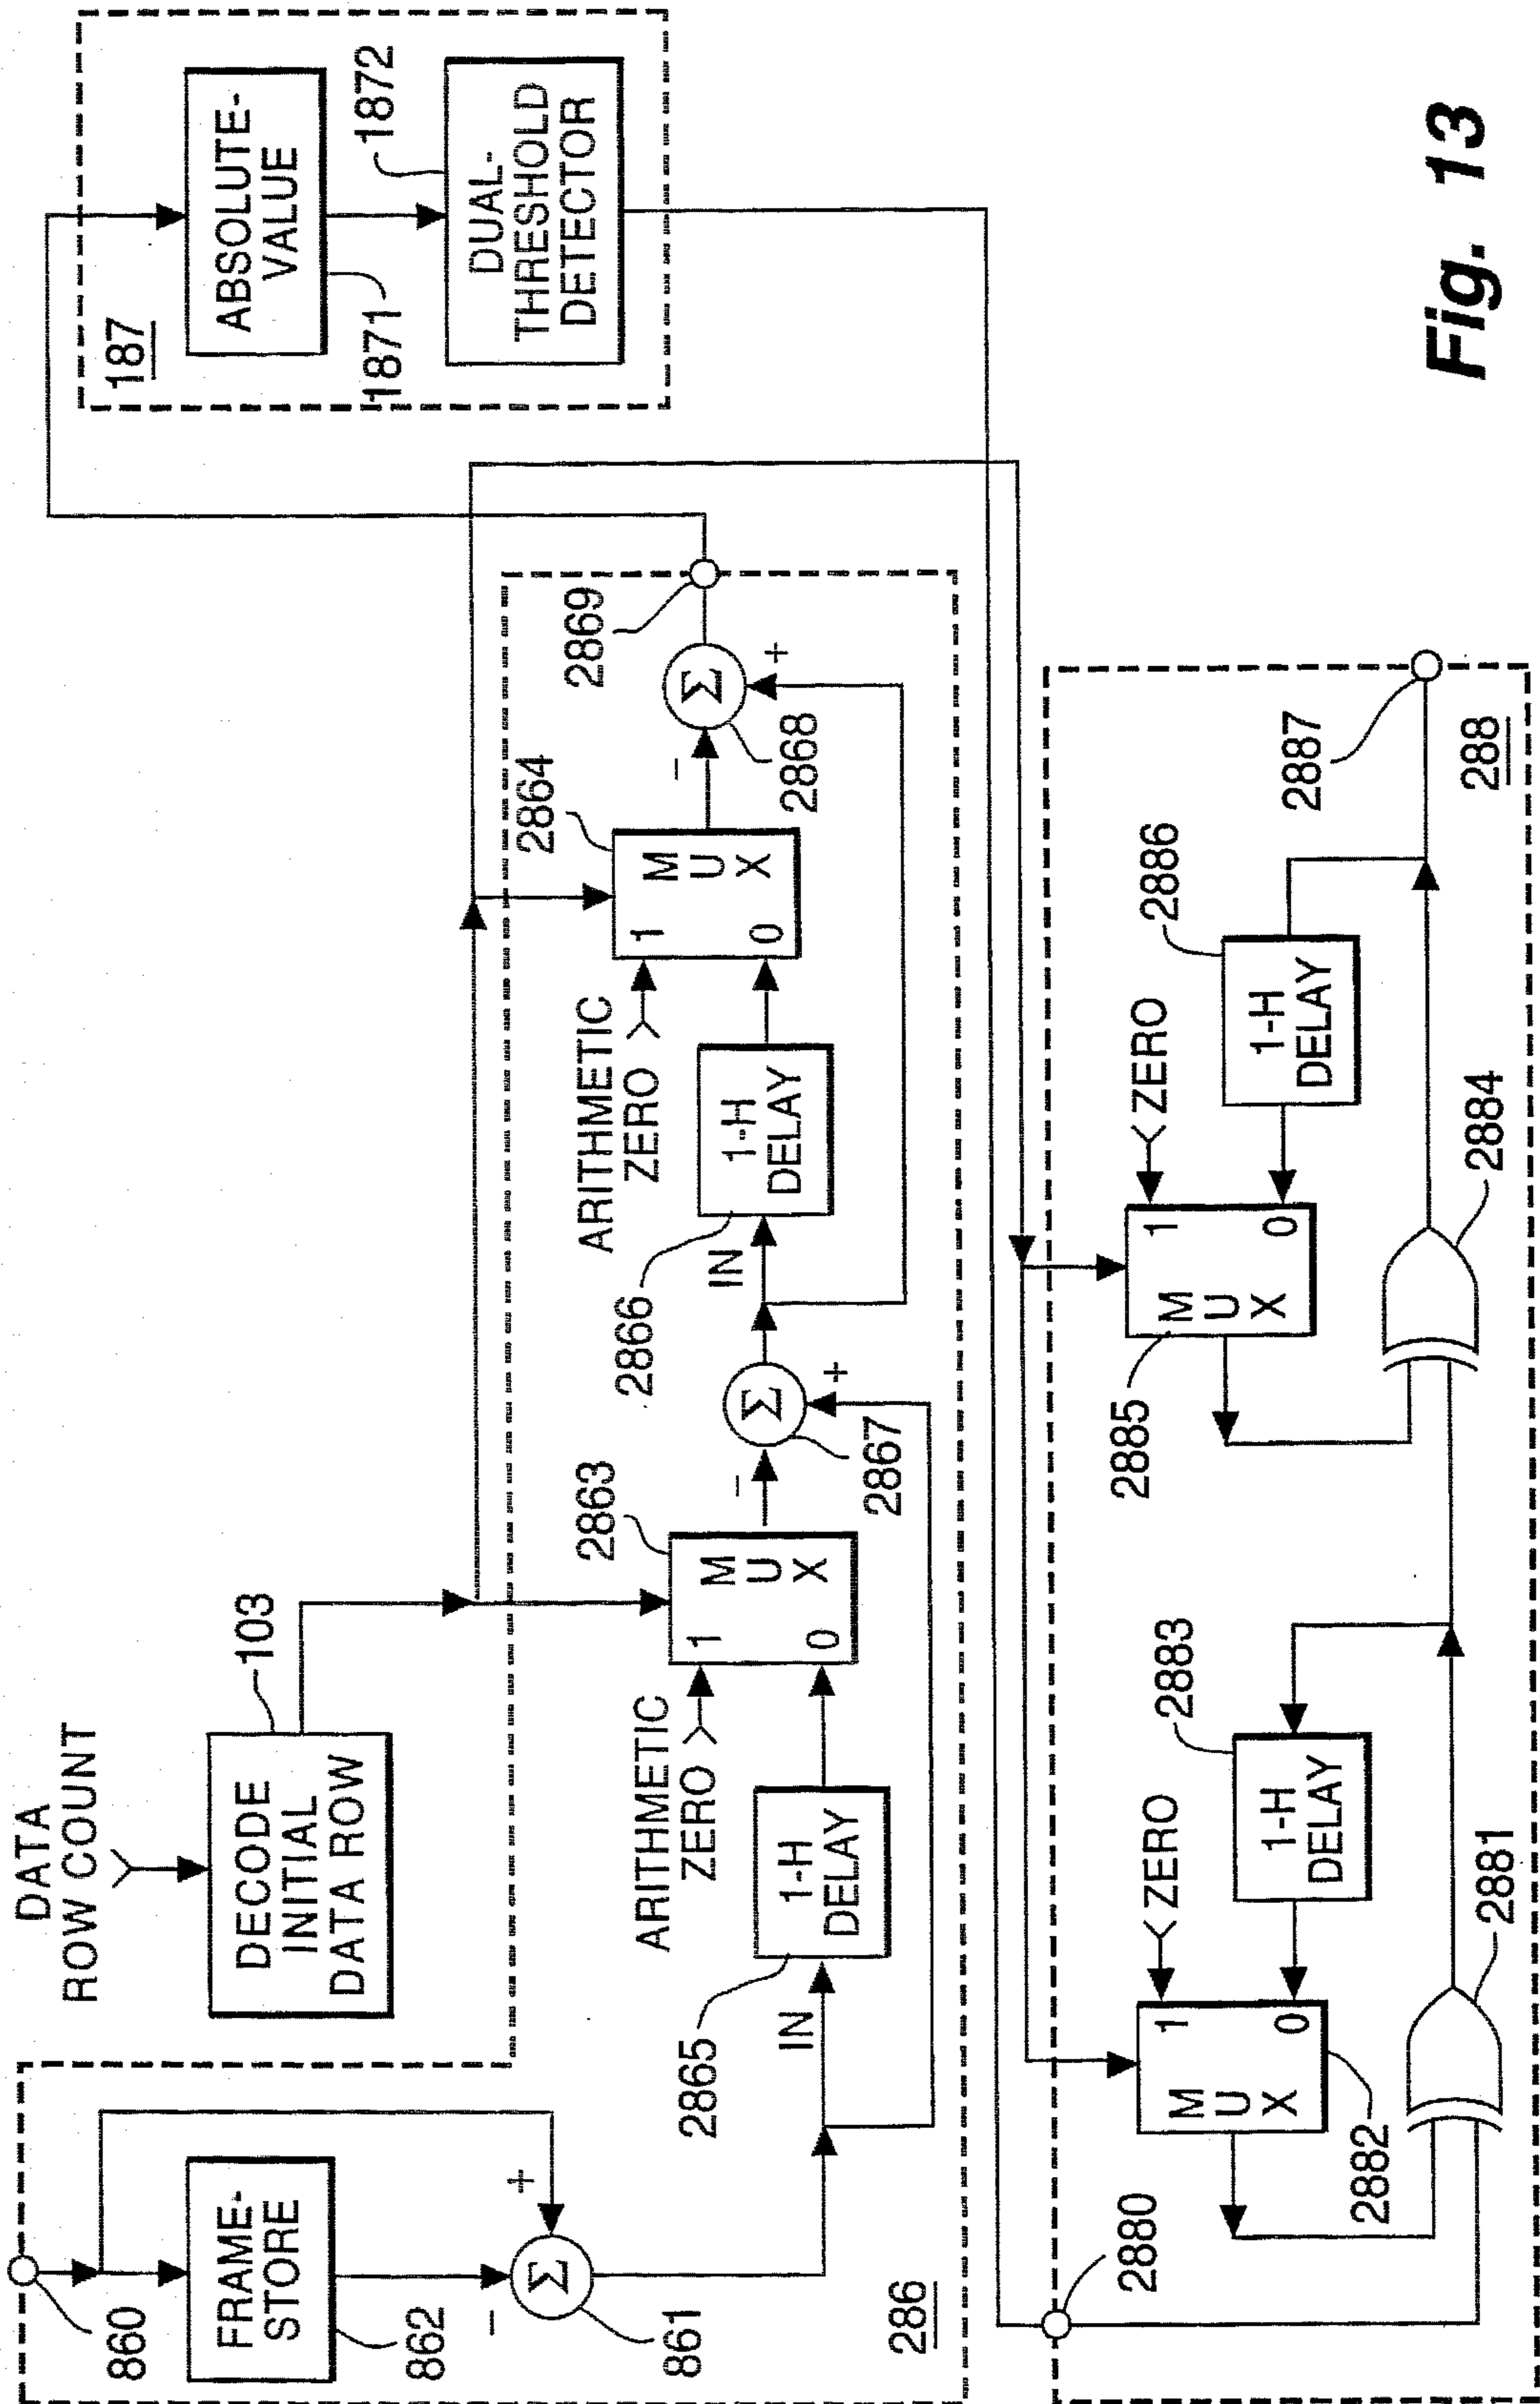 860
FRAME-
STORE
862
−
+
Σ
861
286
DATA
ROW COUNT
DECODE
INITIAL
DATA ROW
103
IN
2865
1-H
DELAY
ARITHMETIC
ZERO
1
0
M
U
X
2863
−
+
Σ
2867
IN
2866
1-H
DELAY
ARITHMETIC
ZERO
1
0
M
U
X
2864
−
+
Σ
2868
2869
187
ABSOLUTE-
VALUE
1871
DUAL-
THRESHOLD
DETECTOR
1872
2880
M
U
X
1
0
2882
ZERO
1-H
DELAY
2883
2881
M
U
X
1
0
2885
ZERO
1-H
DELAY
2886
2884
2887
288
Fig. 13